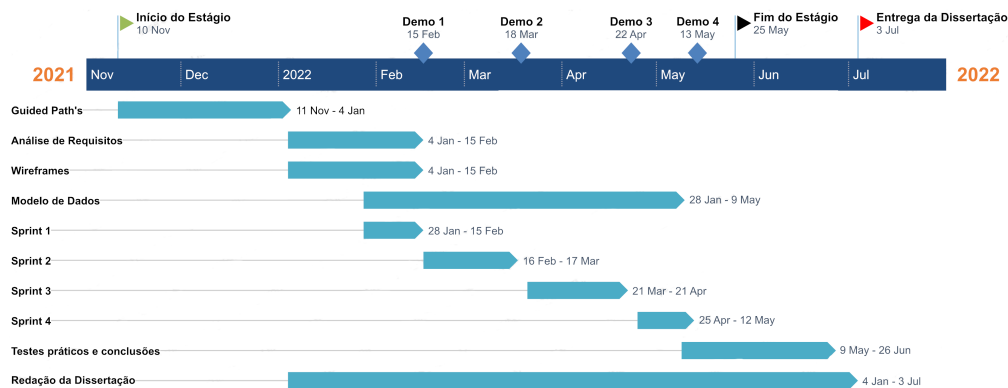 Início do Estágio
10 Nov
Demo 1
15 Feb
Demo 2
18 Mar
Demo 3
22 Apr
Demo 4
13 May
Fim do Estágio
25 May
Entrega da Dissertação
3 Jul
2021 Nov Dec 2022 Feb Mar Apr May Jun Jul 2022
Guided Path's 11 Nov - 4 Jan
Análise de Requisitos 4 Jan - 15 Feb
Wireframes 4 Jan - 15 Feb
Modelo de Dados 28 Jan - 9 May
Sprint 1 28 Jan - 15 Feb
Sprint 2 16 Feb - 17 Mar
Sprint 3 21 Mar - 21 Apr
Sprint 4 25 Apr - 12 May
Testes práticos e conclusões 9 May - 26 Jun
Redação da Dissertação 4 Jan - 3 Jul